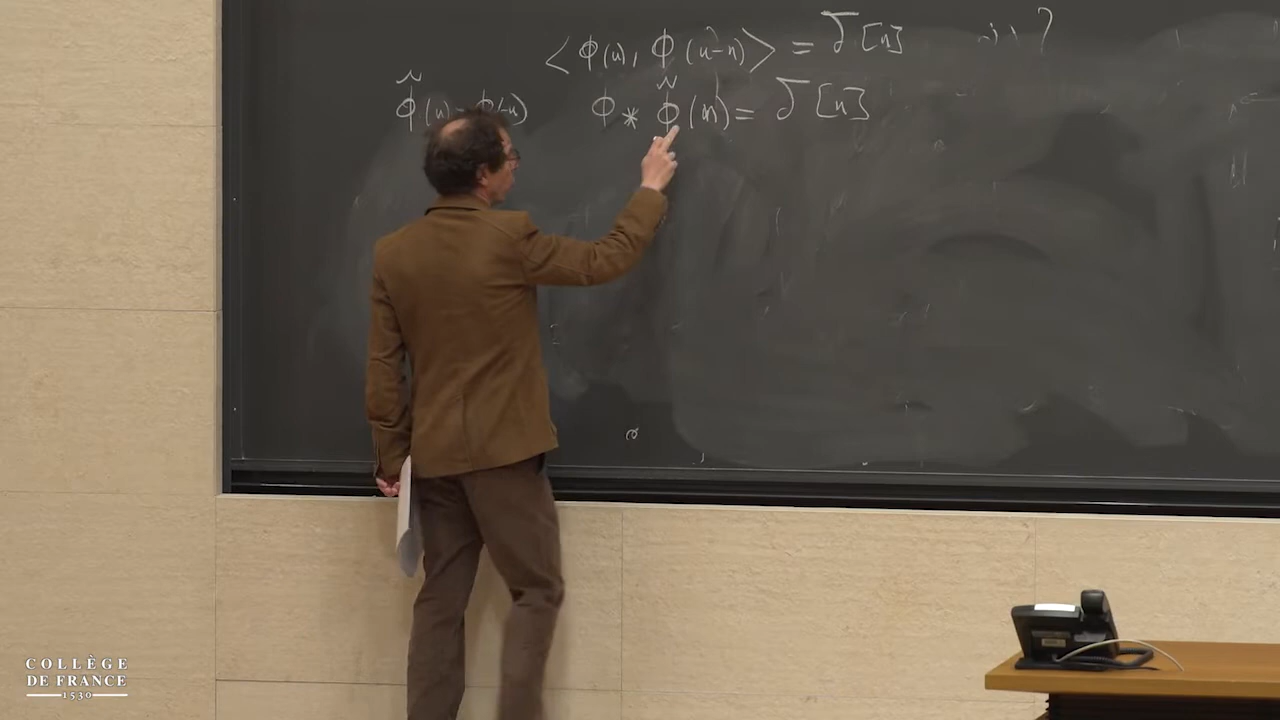 ⟨ϕ(u), ϕ(u-n)⟩ = δ[n] ?
ϕ̃(u) = ϕ(-u) ϕ * ϕ̃(n) = δ[n]
COLLÈGE
DE FRANCE
1530